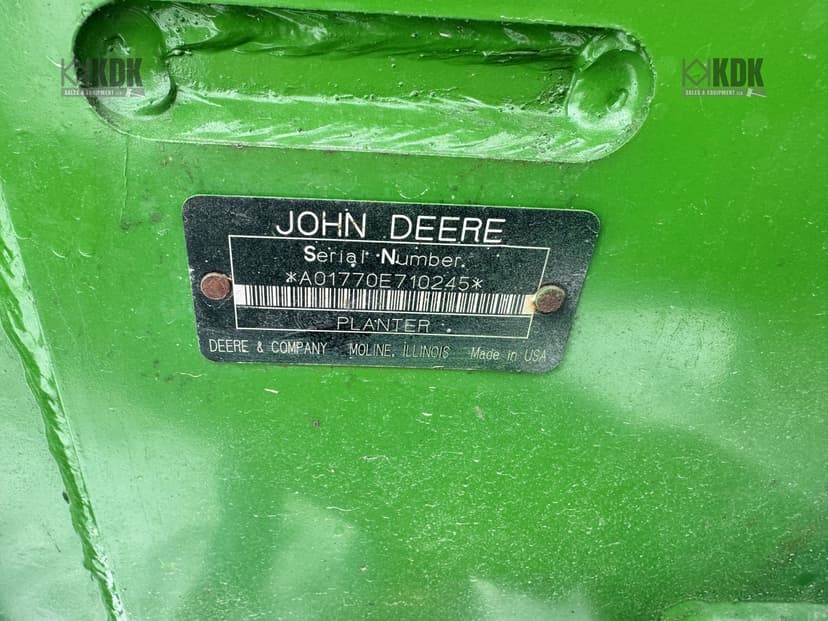 KDK
SALES & EQUIPMENT LLC
KDK
SALES & EQUIPMENT LLC
JOHN DEERE
Serial Number
*A01770E710245*
PLANTER
DEERE & COMPANY MOLINE, ILLINOIS Made in USA